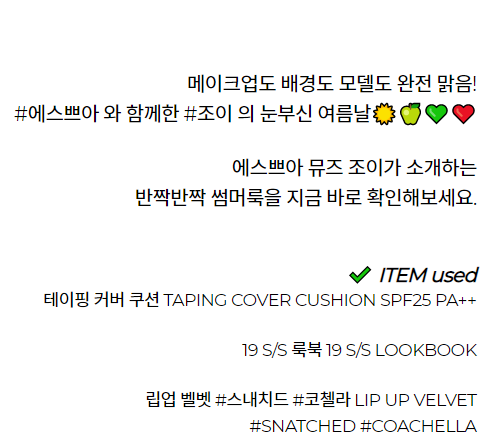 메이크업도 배경도 모델도 완전 맑음!
#에스쁘아 와 함께한 #조이 의 눈부신 여름날🌞🍏💚❤️
에스쁘아 뮤즈 조이가 소개하는
반짝반짝 썸머룩을 지금 바로 확인해보세요.
✔ ITEM used
테이핑 커버 쿠션 TAPING COVER CUSHION SPF25 PA++
19 S/S 룩북 19 S/S LOOKBOOK
립업 벨벳 #스내치드 #코첼라 LIP UP VELVET
#SNATCHED #COACHELLA